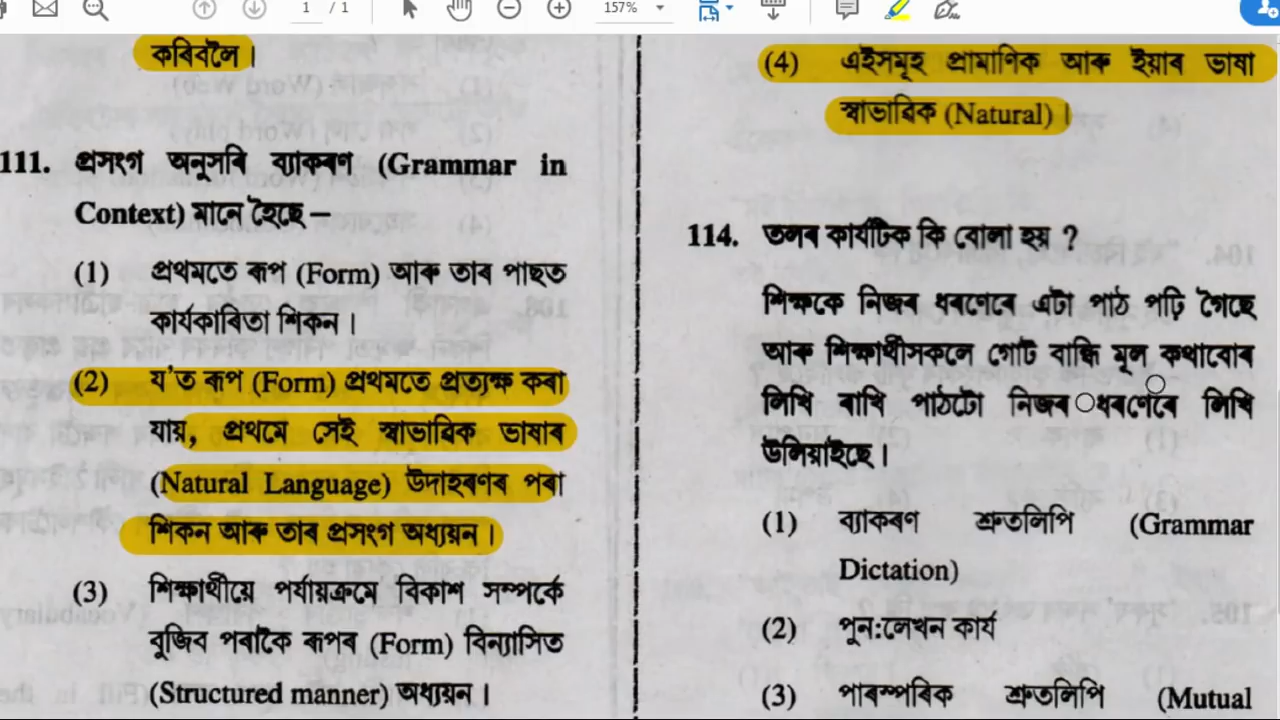 1 / 1
157%
কৰিবলৈ।
111. প্ৰসংগ অনুসৰি ব্যাকৰণ (Grammar in
Context) মানে হৈছে –
(1) প্ৰথমতে ৰূপ (Form) আৰু তাৰ পাছত
কাৰ্যকাৰিতা শিকন।
(2) য'ত ৰূপ (Form) প্ৰথমতে প্ৰত্যক্ষ কৰা
যায়, প্ৰথমে সেই স্বাভাৱিক ভাষাৰ
(Natural Language) উদাহৰণৰ পৰা
শিকন আৰু তাৰ প্ৰসংগ অধ্যয়ন।
(3) শিক্ষাৰ্থীয়ে পৰ্যায়ক্ৰমে বিকাশ সম্পৰ্কে
বুজিব পৰাকৈ ৰূপৰ (Form) বিন্যাসিত
(Structured manner) অধ্যয়ন।
(4) এইসমূহ প্ৰামাণিক আৰু ইয়াৰ ভাষা
স্বাভাৱিক (Natural)।
114. তলৰ কাৰ্যটিক কি বোলা হয় ?
শিক্ষকে নিজৰ ধৰণেৰে এটা পাঠ পঢ়ি গৈছে
আৰু শিক্ষাৰ্থীসকলে গোট বান্ধি মূল কথাবোৰ
লিখি ৰাখি পাঠটো নিজৰ ধৰণেৰে লিখি
উলিয়াইছে।
(1) ব্যাকৰণ শ্ৰুতলিপি (Grammar
Dictation)
(2) পুন:লেখন কাৰ্য
(3) পাৰস্পৰিক শ্ৰুতলিপি (Mutual